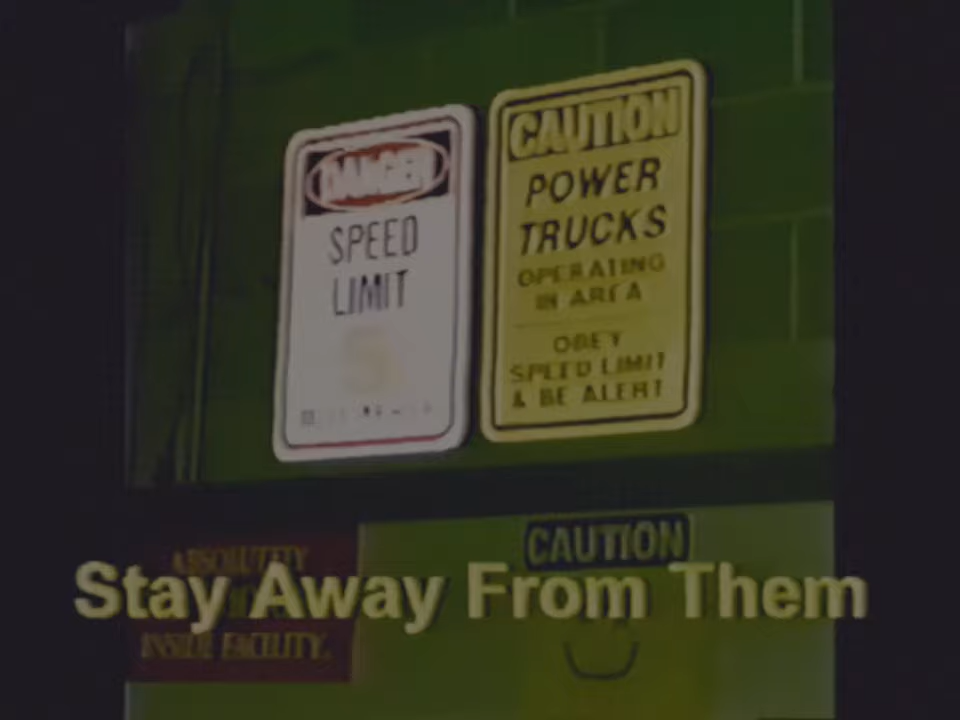 DANGER
SPEED
LIMIT
5
CAUTION
POWER
TRUCKS
OPERATING
IN AREA
OBEY
SPEED LIMIT
& BE ALERT
CAUTION
ABSOLUTELY
Stay Away From Them
INSIDE FACILITY.